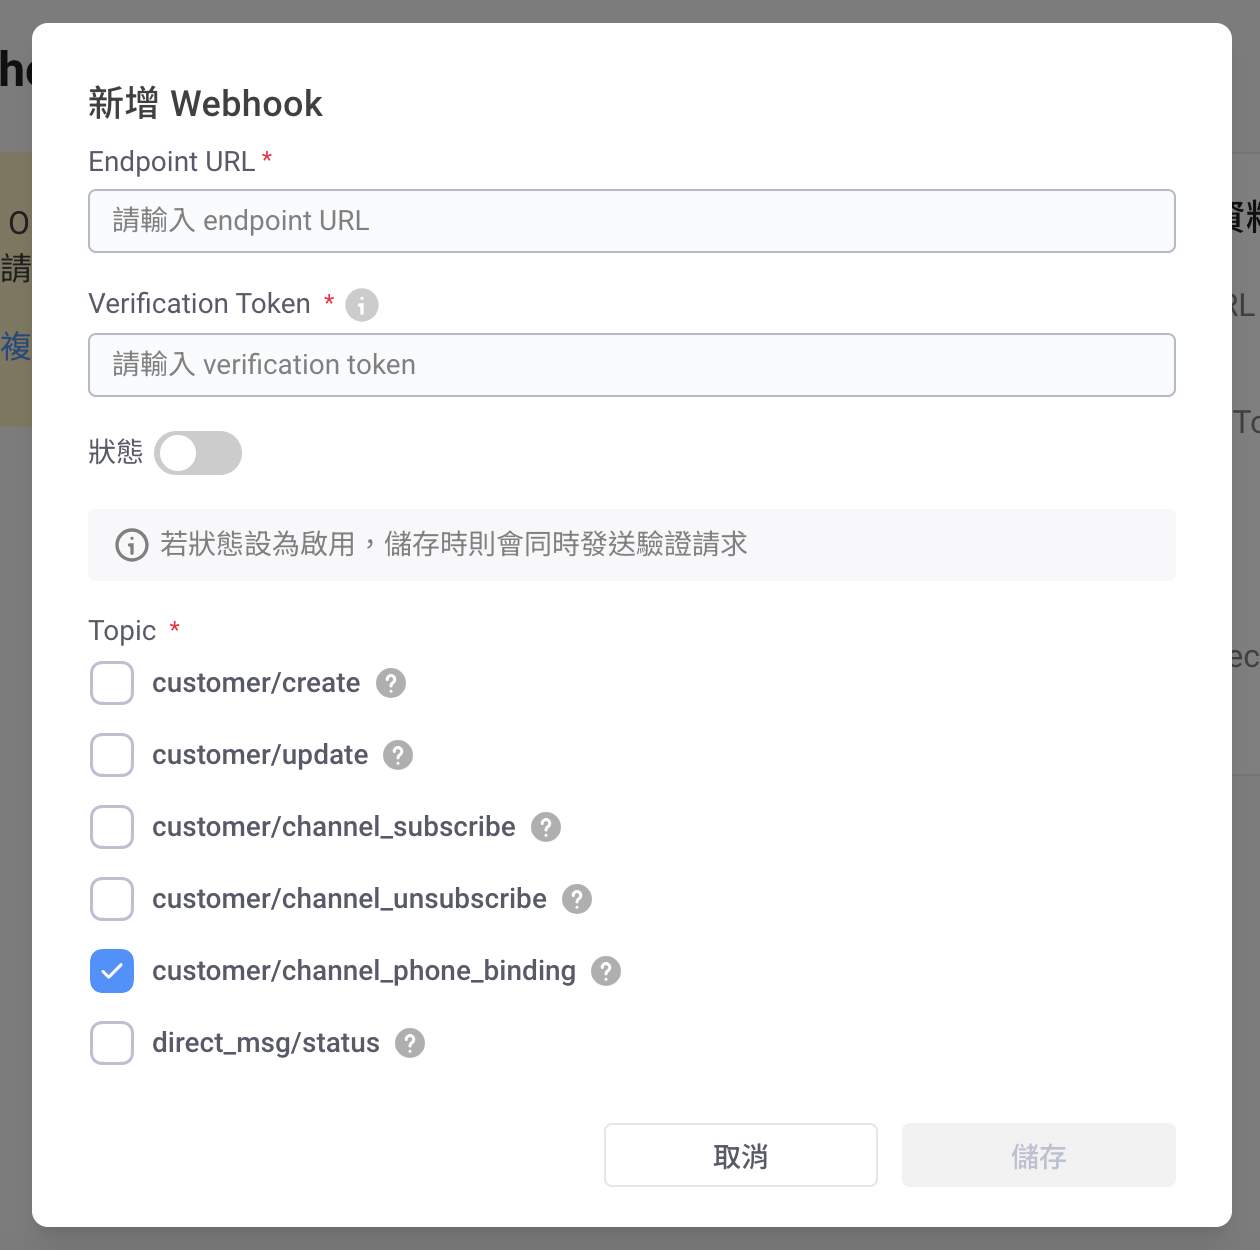 新增 Webhook
Endpoint URL *
請輸入 endpoint URL
Verification Token *
請輸入 verification token
狀態
若狀態設為啟用，儲存時則會同時發送驗證請求
Topic *
customer/create
customer/update
customer/channel_subscribe
customer/channel_unsubscribe
customer/channel_phone_binding
direct_msg/status
取消
儲存